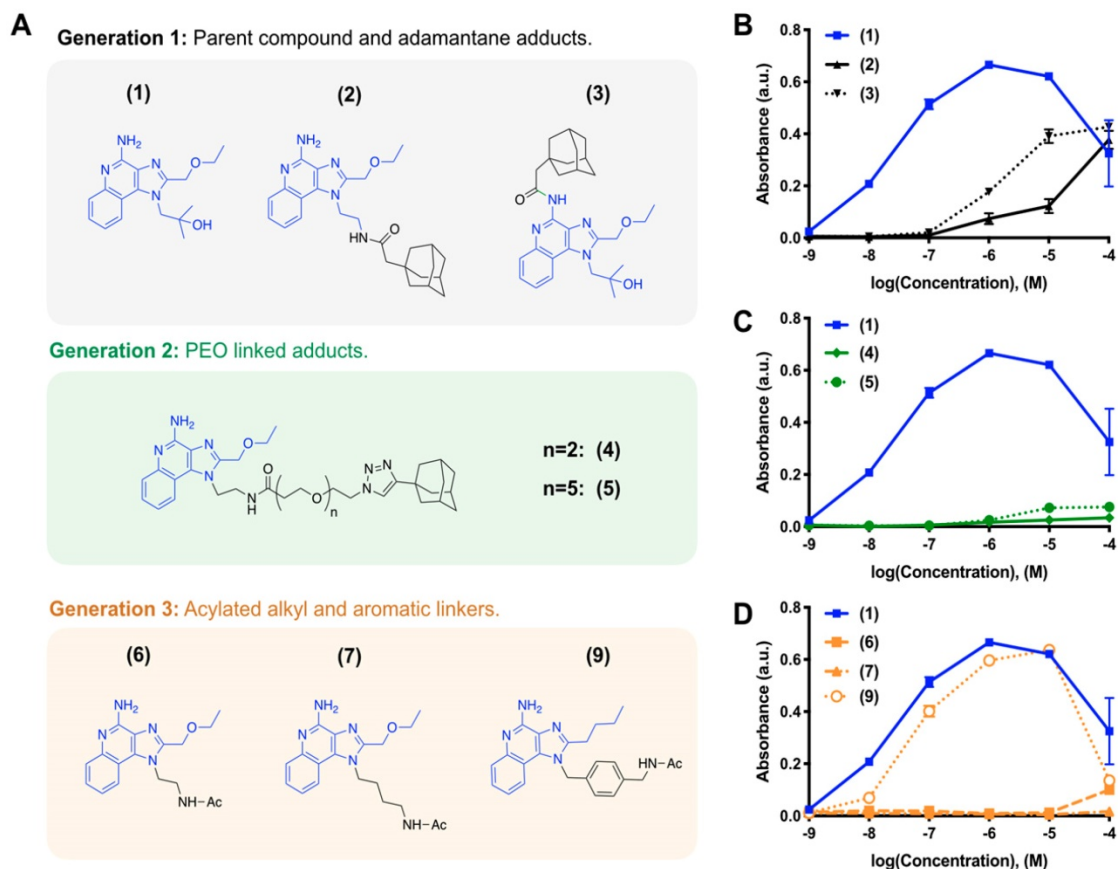 A
Generation 1: Parent compound and adamantane adducts.
(1)
(2)
(3)
NH₂
N
N
N
O
OH
NH₂
N
N
N
O
HN
O
O
NH
N
N
N
O
OH
Generation 2: PEO linked adducts.
NH₂
N
N
N
O
N
H
O
O
n
N=N
N
n=2: (4)
n=5: (5)
Generation 3: Acylated alkyl and aromatic linkers.
(6)
(7)
(9)
NH₂
N
N
N
O
NH-Ac
NH₂
N
N
N
O
NH-Ac
NH₂
N
N
N
HN-Ac
B
0.8
0.6
0.4
0.2
0.0
Absorbance (a.u.)
(1)
(2)
(3)
-9 -8 -7 -6 -5 -4
log(Concentration), (M)
C
0.8
0.6
0.4
0.2
0.0
Absorbance (a.u.)
(1)
(4)
(5)
-9 -8 -7 -6 -5 -4
log(Concentration), (M)
D
0.8
0.6
0.4
0.2
0.0
Absorbance (a.u.)
(1)
(6)
(7)
(9)
-9 -8 -7 -6 -5 -4
log(Concentration), (M)